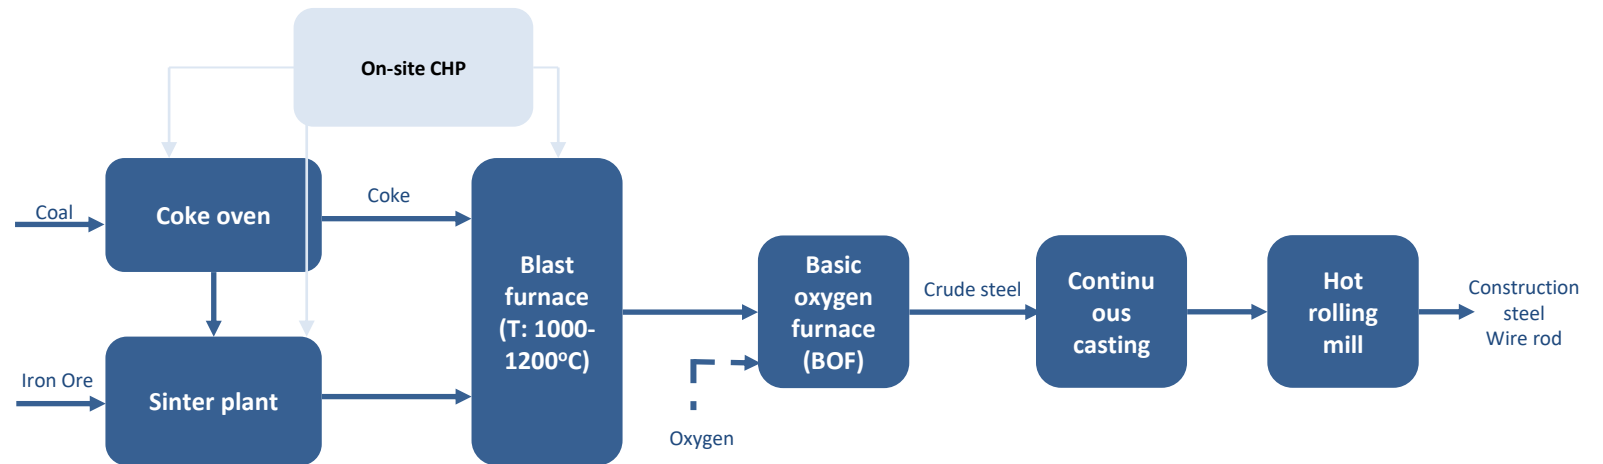 On-site CHP
Coal
Coke oven
Coke
Iron Ore
Sinter plant
Blast
furnace
(T: 1000-
1200ºC)
Oxygen
Basic
oxygen
furnace
(BOF)
Crude steel
Continu
ous
casting
Hot
rolling
mill
Construction
steel
Wire rod